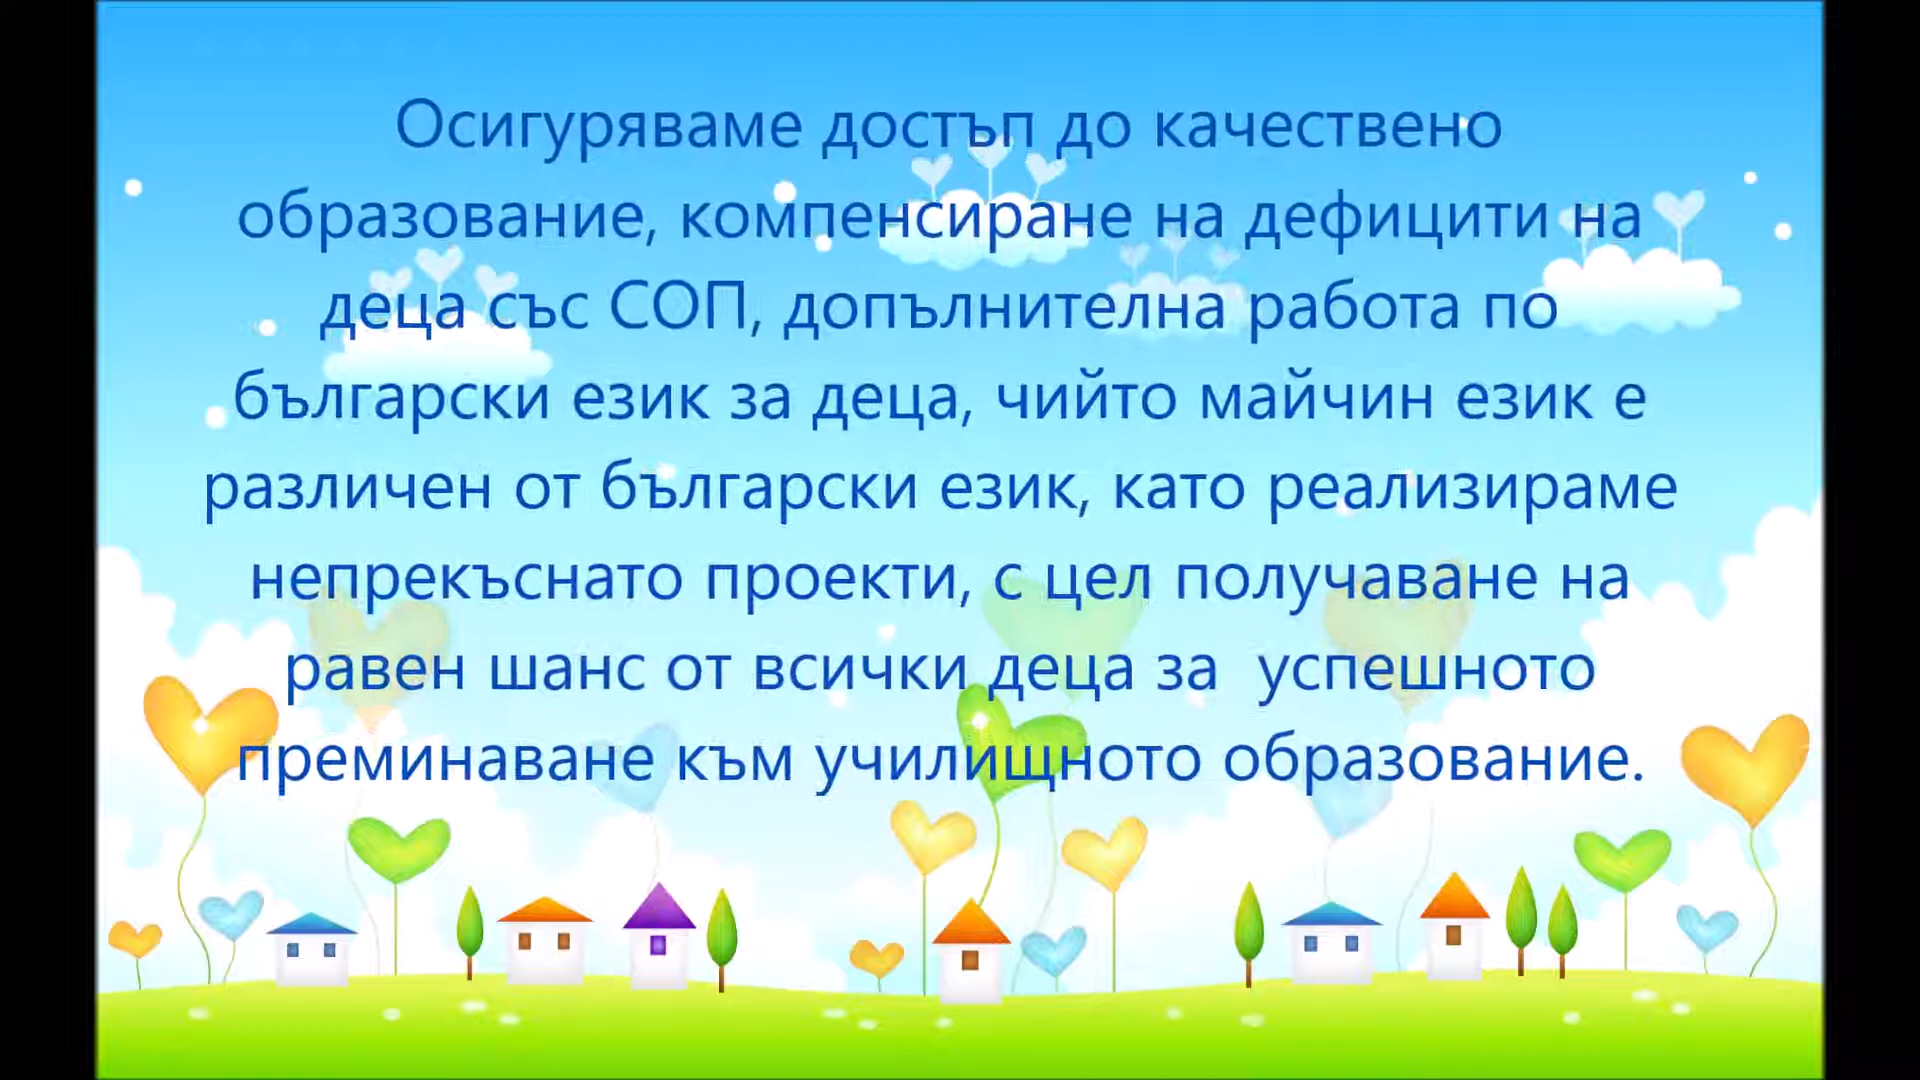 Осигуряваме достъп до качествено
образование, компенсиране на дефицити на
деца със СОП, допълнителна работа по
български език за деца, чийто майчин език е
различен от български език, като реализираме
непрекъснато проекти, с цел получаване на
равен шанс от всички деца за  успешното
преминаване към училищното образование.